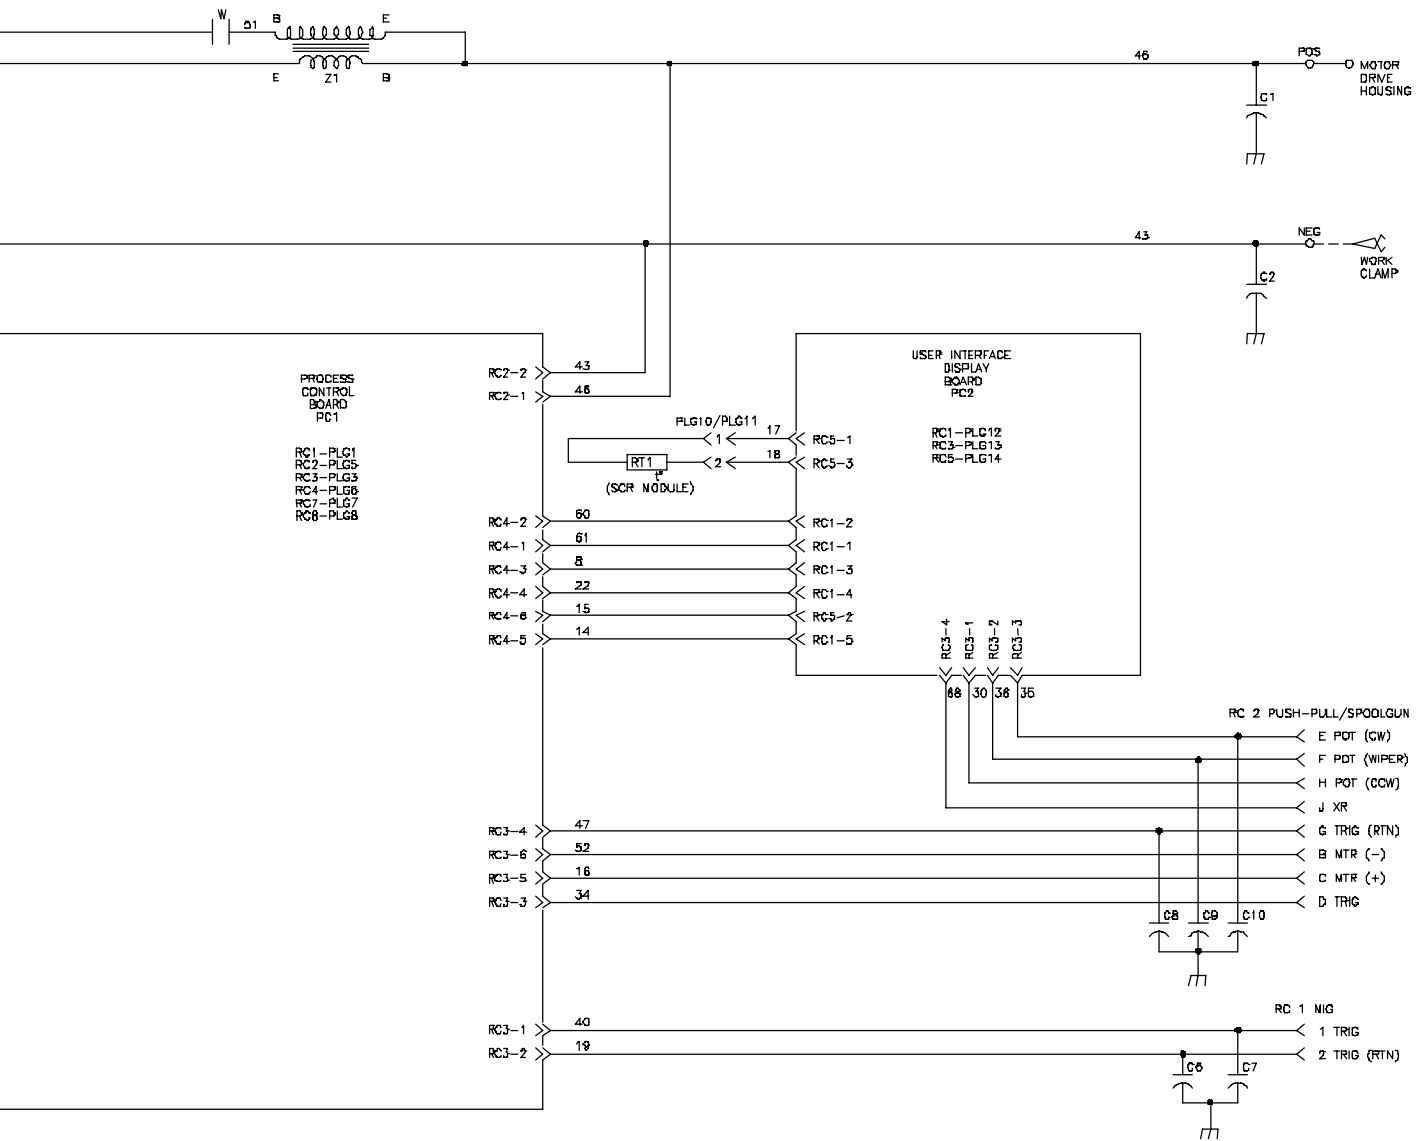 W
51
B
E
E
Z1
B
46
POS
MOTOR
DRIVE
HOUSING
C1
43
NEG
WORK
CLAMP
C2
PROCESS
CONTROL
BOARD
PC1
RC1-PLG1
RC2-PLG5
RC3-PLG3
RC4-PLG6
RC7-PLG7
RC8-PLG8
RC2-2
43
RC2-1
46
USER INTERFACE
DISPLAY
BOARD
PC2
RC1-PLG12
RC3-PLG13
RC5-PLG14
PLG10/PLG11
1
17
RC5-1
RT1
t°
2
18
RC5-3
(SCR MODULE)
RC4-2
60
RC1-2
RC4-1
61
RC1-1
RC4-3
8
RC1-3
RC4-4
22
RC1-4
RC4-6
15
RC5-2
RC4-5
14
RC1-5
RC3-4
RC3-1
RC3-2
RC3-3
68
30
36
35
RC 2 PUSH-PULL/SPOOLGUN
E POT (CW)
F POT (WIPER)
H POT (CCW)
J XR
RC3-4
47
G TRIG (RTN)
RC3-6
52
B MTR (-)
RC3-5
16
C MTR (+)
RC3-3
34
D TRIG
C8
C9
C10
RC 1 MIG
RC3-1
40
1 TRIG
RC3-2
19
2 TRIG (RTN)
C6
C7